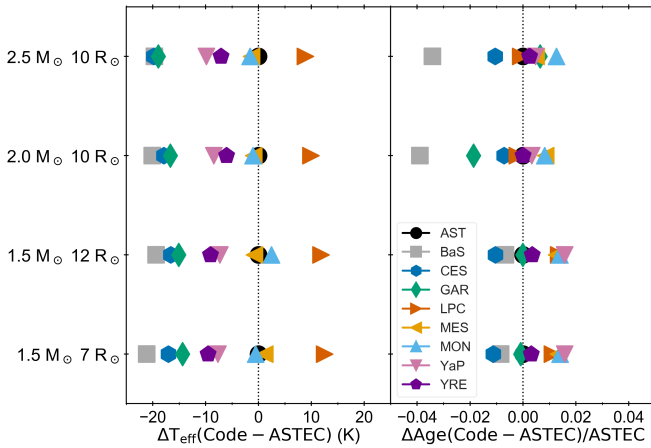 2.5 M⊙ 10 R⊙
2.0 M⊙ 10 R⊙
1.5 M⊙ 12 R⊙
1.5 M⊙ 7 R⊙
AST
BaS
CES
GAR
LPC
MES
MON
YaP
YRE
−20 −10 0 10 20
−0.04 −0.02 0.00 0.02 0.04
ΔTeff(Code − ASTEC) (K)
ΔAge(Code − ASTEC)/ASTEC